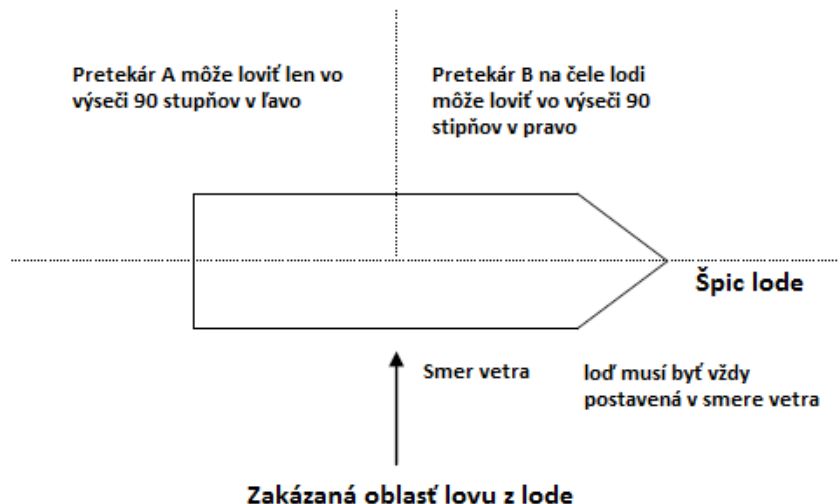 Pretekár A môže loviť len vo
výseči 90 stupňov v ľavo
Pretekár B na čele lodi
môže loviť vo výseči 90
stipňov v pravo
Špic lode
Smer vetra
loď musí byť vždy
postavená v smere vetra
Zakázaná oblasť lovu z lode